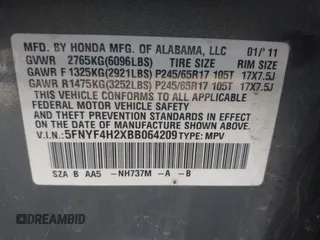 MFD. BY HONDA MFG. OF ALABAMA, LLC 01/'11
GVWR 2765KG(6096LBS) TIRE SIZE RIM SIZE
GAWR F 1325KG(2921LBS) P245/65R17 105T 17X7.5J
GAWR R1475KG(3252LBS) P245/65R17 105T 17X7.5J
THIS VEHICLE CONFORMS TO ALL APPLICABLE
FEDERAL MOTOR VEHICLE SAFETY AND
THEFT PREVENTION STANDARDS IN EFFECT ON
THE DATE OF MANUFACTURE SHOWN ABOVE.
V.I.N.:5FNYF4H2XBB064209 TYPE: MPV
SZA B AA5 -NH737M -A -B
DREAMBID